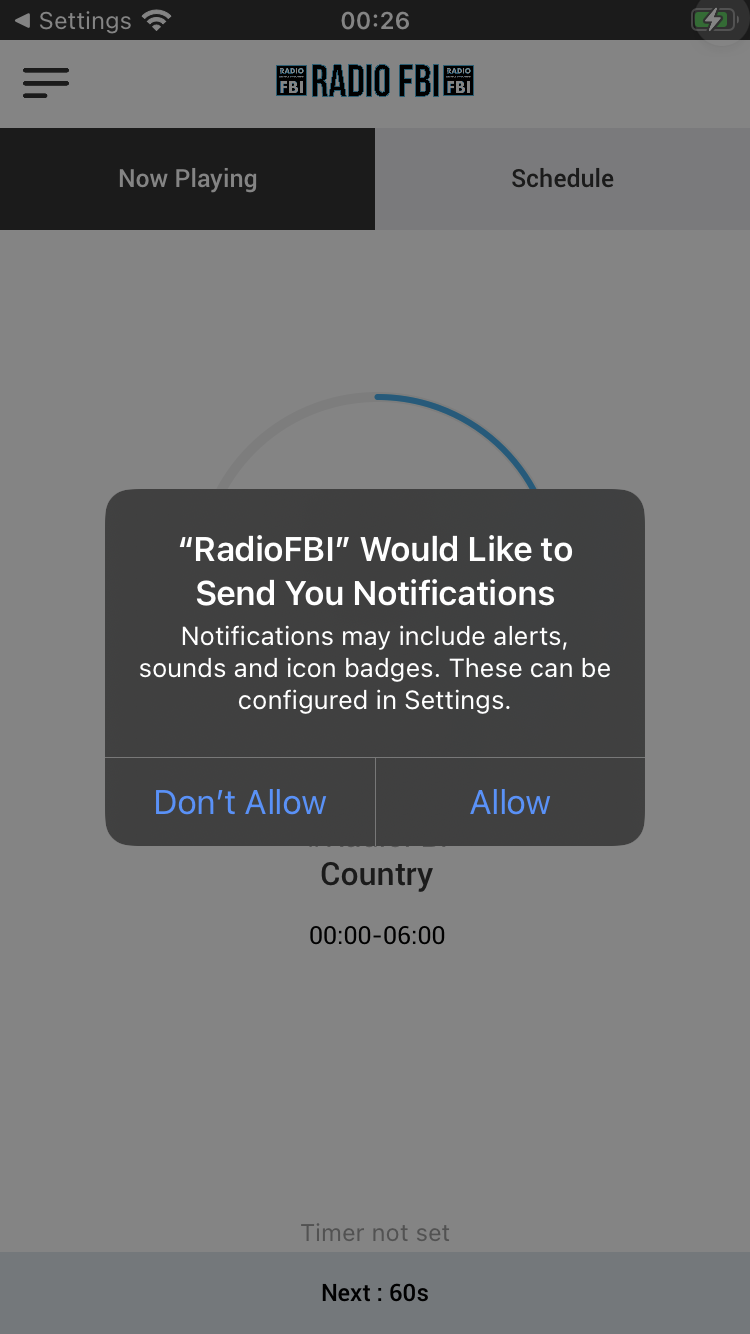 Settings
00:26
RADIO FBI RADIO FBI RADIO FBI
Now Playing
Schedule
“RadioFBI” Would Like to
Send You Notifications
Notifications may include alerts,
sounds and icon badges. These can be
configured in Settings.
Don’t Allow
Allow
Country
00:00-06:00
Timer not set
Next : 60s